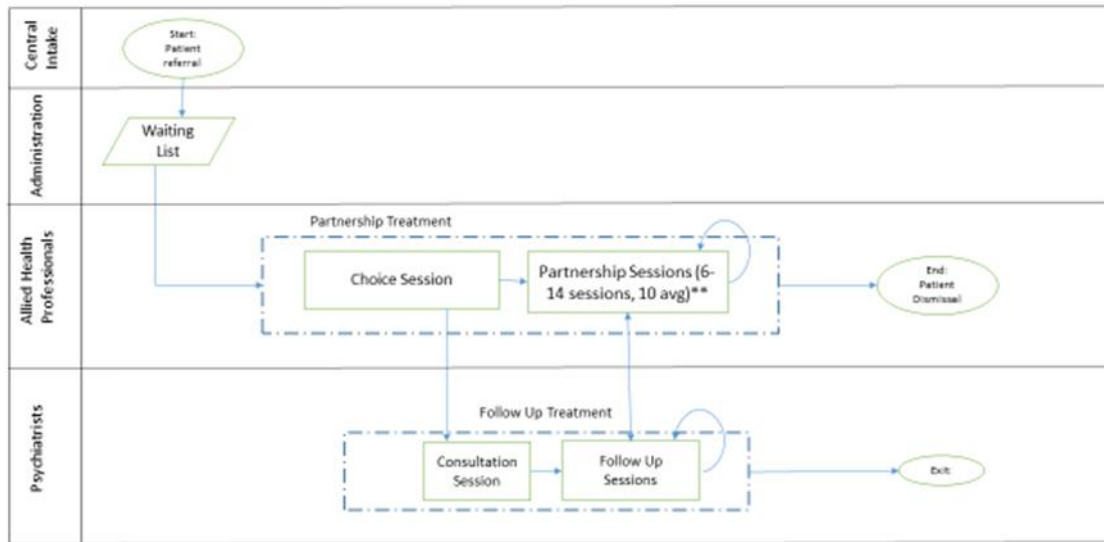 Central
Intake
Start:
Patient
referral
Administration
Waiting
List
Allied Health
Professionals
Partnership Treatment
Choice Session
Partnership Sessions (6-
14 sessions, 10 avg)**
End:
Patient
Dismissal
Psychiatrists
Follow Up Treatment
Consultation
Session
Follow Up
Sessions
Exit